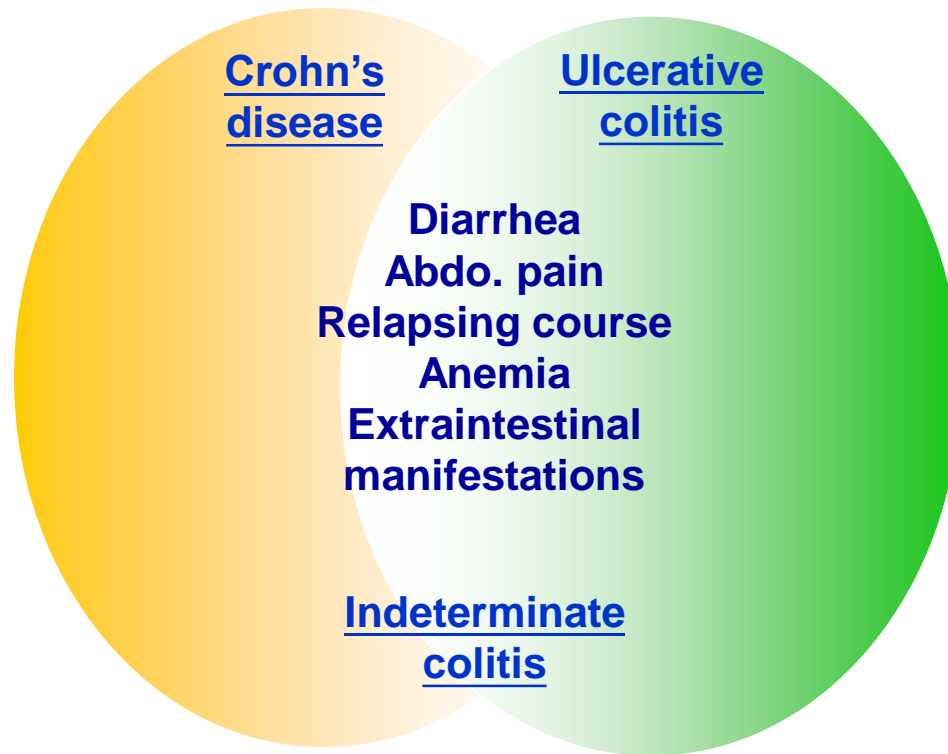 Crohn’s
disease
Ulcerative
colitis
Diarrhea
Abdo. pain
Relapsing course
Anemia
Extraintestinal
manifestations
Indeterminate
colitis